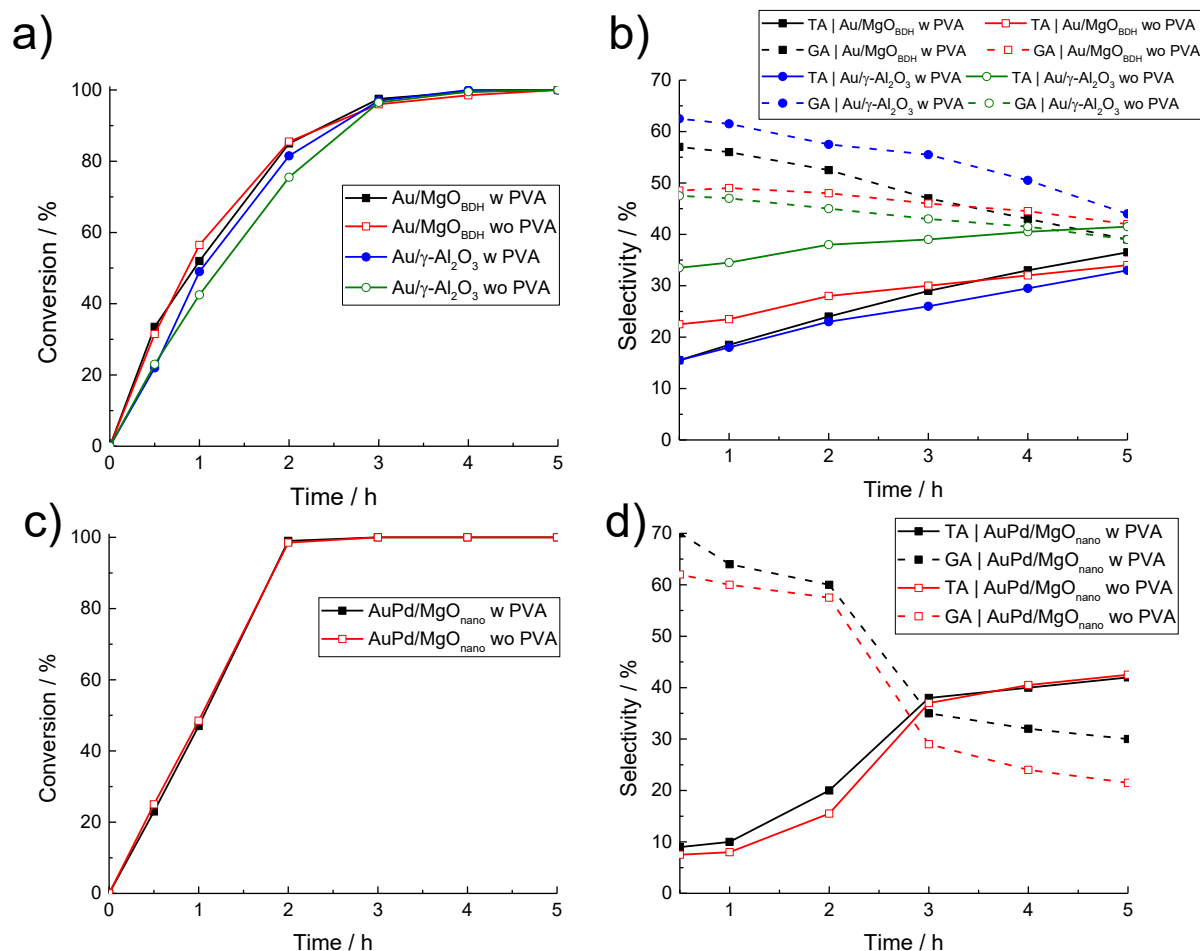 a)
100
80
60
40
20
0
Conversion / %
0 1 2 3 4 5
Time / h
Au/MgO_BDH w PVA
Au/MgO_BDH wo PVA
Au/γ-Al₂O₃ w PVA
Au/γ-Al₂O₃ wo PVA
b)
TA | Au/MgO_BDH w PVA TA | Au/MgO_BDH wo PVA
GA | Au/MgO_BDH w PVA GA | Au/MgO_BDH wo PVA
TA | Au/γ-Al₂O₃ w PVA TA | Au/γ-Al₂O₃ wo PVA
GA | Au/γ-Al₂O₃ w PVA GA | Au/γ-Al₂O₃ wo PVA
70
60
50
40
30
20
10
0
Selectivity / %
1 2 3 4 5
Time / h
c)
100
80
60
40
20
0
Conversion / %
0 1 2 3 4 5
Time / h
AuPd/MgO_nano w PVA
AuPd/MgO_nano wo PVA
d)
70
60
50
40
30
20
10
0
Selectivity / %
1 2 3 4 5
Time / h
TA | AuPd/MgO_nano w PVA
GA | AuPd/MgO_nano w PVA
TA | AuPd/MgO_nano wo PVA
GA | AuPd/MgO_nano wo PVA